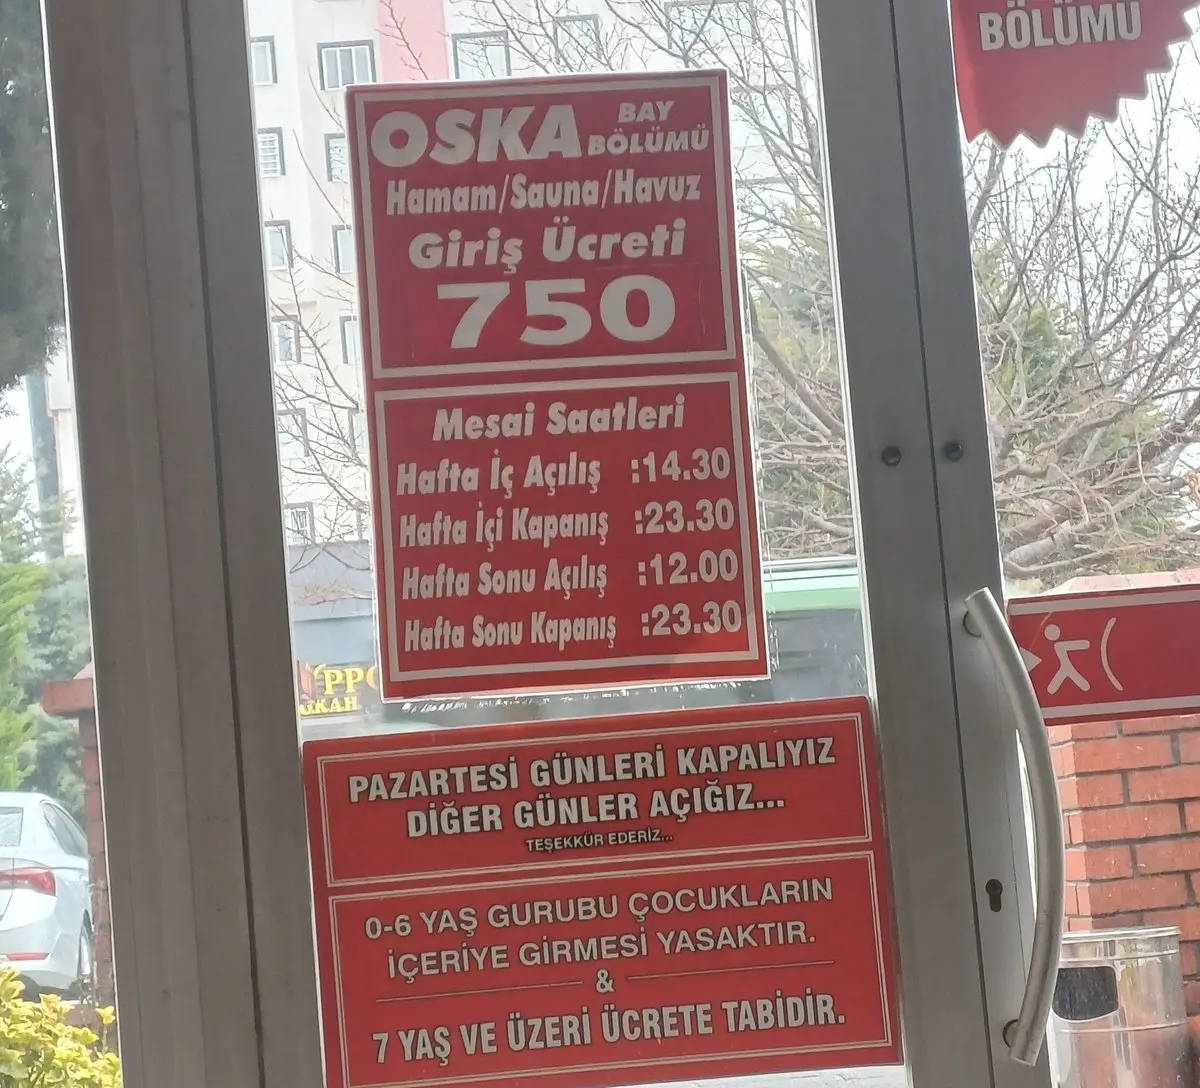 BÖLÜMÜ
OSKA BAY BÖLÜMÜ
Hamam/Sauna/Havuz
Giriş Ücreti
750
Mesai Saatleri
Hafta İç Açılış :14.30
Hafta İçi Kapanış :23.30
Hafta Sonu Açılış :12.00
Hafta Sonu Kapanış :23.30
PAZARTESİ GÜNLERİ KAPALIYIZ
DİĞER GÜNLER AÇIĞIZ...
TEŞEKKÜR EDERİZ...
0-6 YAŞ GURUBU ÇOCUKLARIN
İÇERİYE GİRMESİ YASAKTIR.
&
7 YAŞ VE ÜZERİ ÜCRETE TABİDİR.